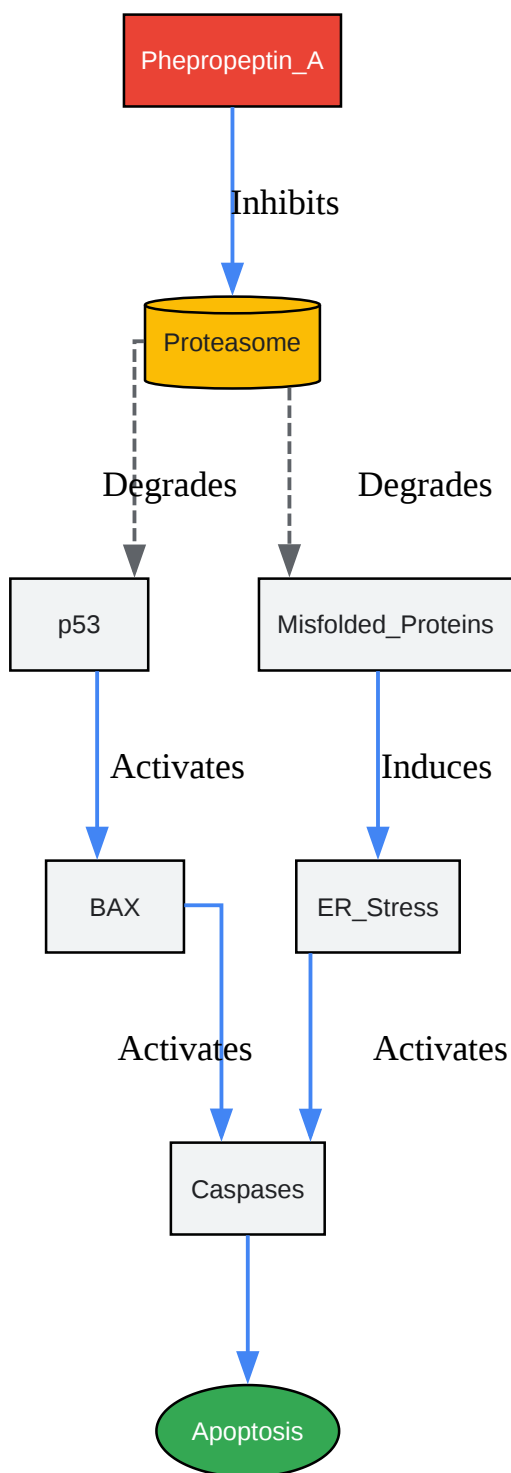 Phepropeptin_A
Inhibits
Proteasome
Degrades
Degrades
p53
Misfolded_Proteins
Activates
Induces
BAX
ER_Stress
Activates
Activates
Caspases
Apoptosis